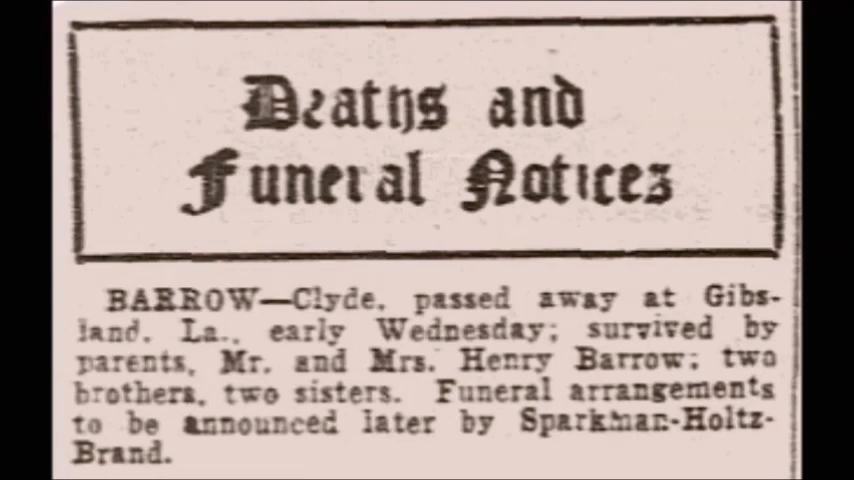 Deaths and
Funeral Notices
BARROW—Clyde, passed away at Gibs-
land, La., early Wednesday; survived by
parents, Mr. and Mrs. Henry Barrow; two
brothers, two sisters. Funeral arrangements
to be announced later by Sparkman-Holtz-
Brand.